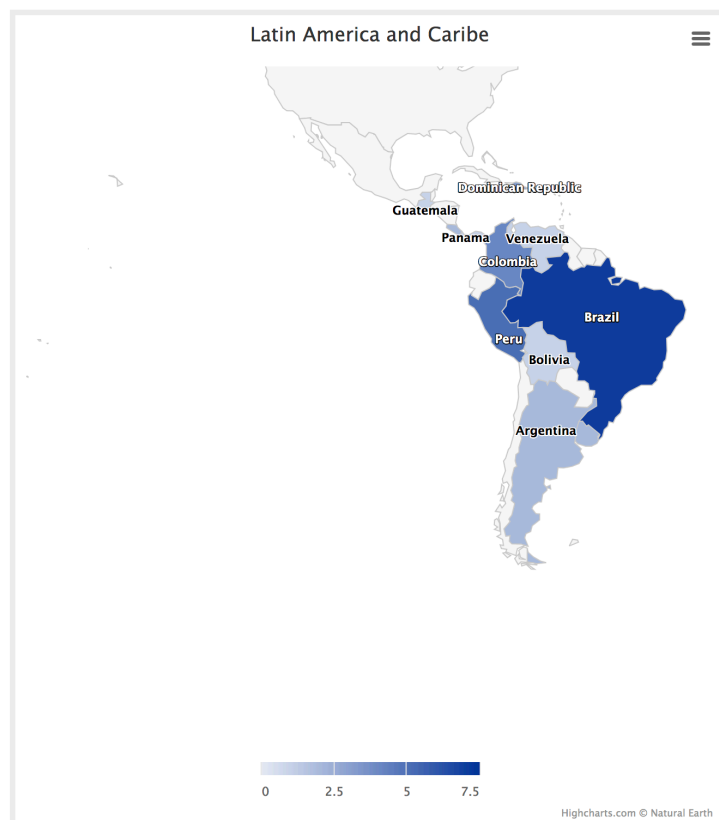 Latin America and Caribe
Dominican Republic
Guatemala
Panama
Venezuela
Colombia
Brazil
Peru
Bolivia
Argentina
0 2.5 5 7.5
Highcharts.com © Natural Earth